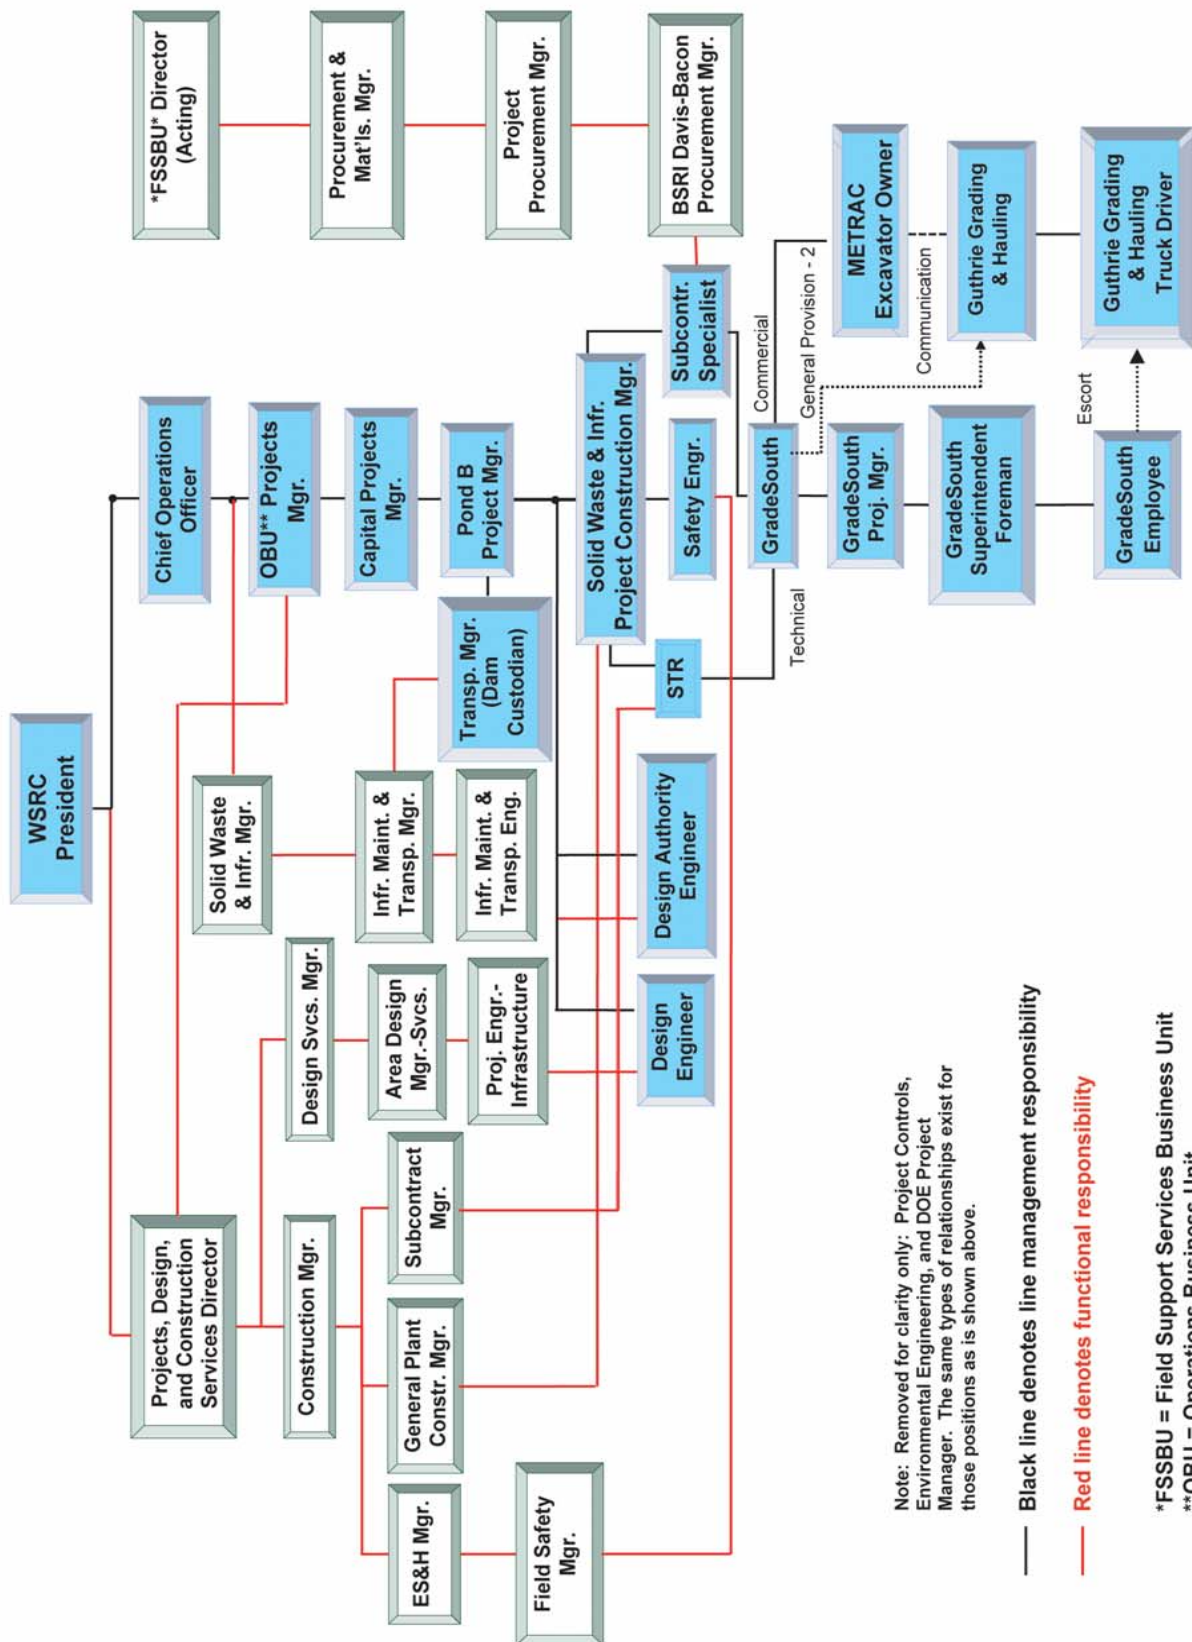 WSRC
President
Projects, Design,
and Construction
Services Director
Chief Operations
Officer
*FSSBU* Director
(Acting)
Solid Waste
& Infr. Mgr.
OBU** Projects
Mgr.
Construction Mgr.
Design Svcs. Mgr.
Procurement &
Mat'ls. Mgr.
ES&H Mgr.
General Plant
Constr. Mgr.
Subcontract
Mgr.
Area Design
Mgr.-Svcs.
Infr. Maint. &
Transp. Mgr.
Capital Projects
Mgr.
Field Safety
Mgr.
Proj. Engr.-
Infrastructure
Infr. Maint. &
Transp. Eng.
Transp. Mgr.
(Dam
Custodian)
Pond B
Project Mgr.
Project
Procurement Mgr.
Design
Engineer
Design Authority
Engineer
STR
Solid Waste & Infr.
Project Construction Mgr.
Safety Engr.
Subcontr.
Specialist
BSRI Davis-Bacon
Procurement Mgr.
Technical
GradeSouth
Commercial
General Provision - 2
GradeSouth
Proj. Mgr.
METRAC
Excavator Owner
Communication
GradeSouth
Superintendent
Foreman
Guthrie Grading
& Hauling
GradeSouth
Employee
Escort
Guthrie Grading
& Hauling
Truck Driver
Note: Removed for clarity only: Project Controls,
Environmental Engineering, and DOE Project
Manager. The same types of relationships exist for
those positions as is shown above.
Black line denotes line management responsibility
Red line denotes functional responsibility
*FSSBU = Field Support Services Business Unit
**OBU = Operations Business Unit